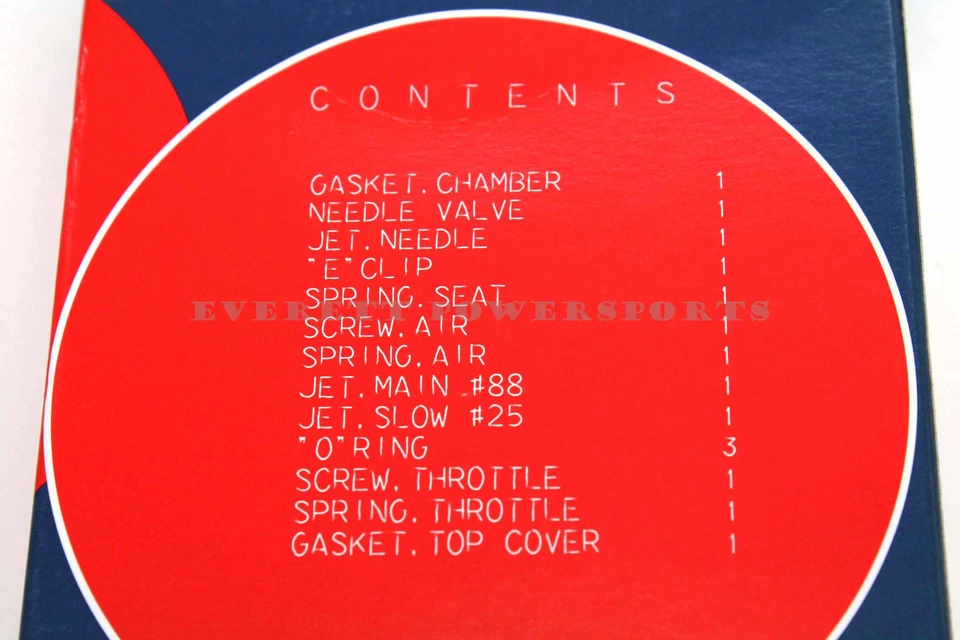 CONTENTS
GASKET, CHAMBER 1
NEEDLE VALVE 1
JET, NEEDLE 1
"E"CLIP 1
SPRING, SEAT 1
EVERETT POWERSPORTS
SCREW, AIR 1
SPRING, AIR 1
JET, MAIN #88 1
JET, SLOW #25 1
"O"RING 3
SCREW, THROTTLE 1
SPRING, THROTTLE 1
GASKET, TOP COVER 1